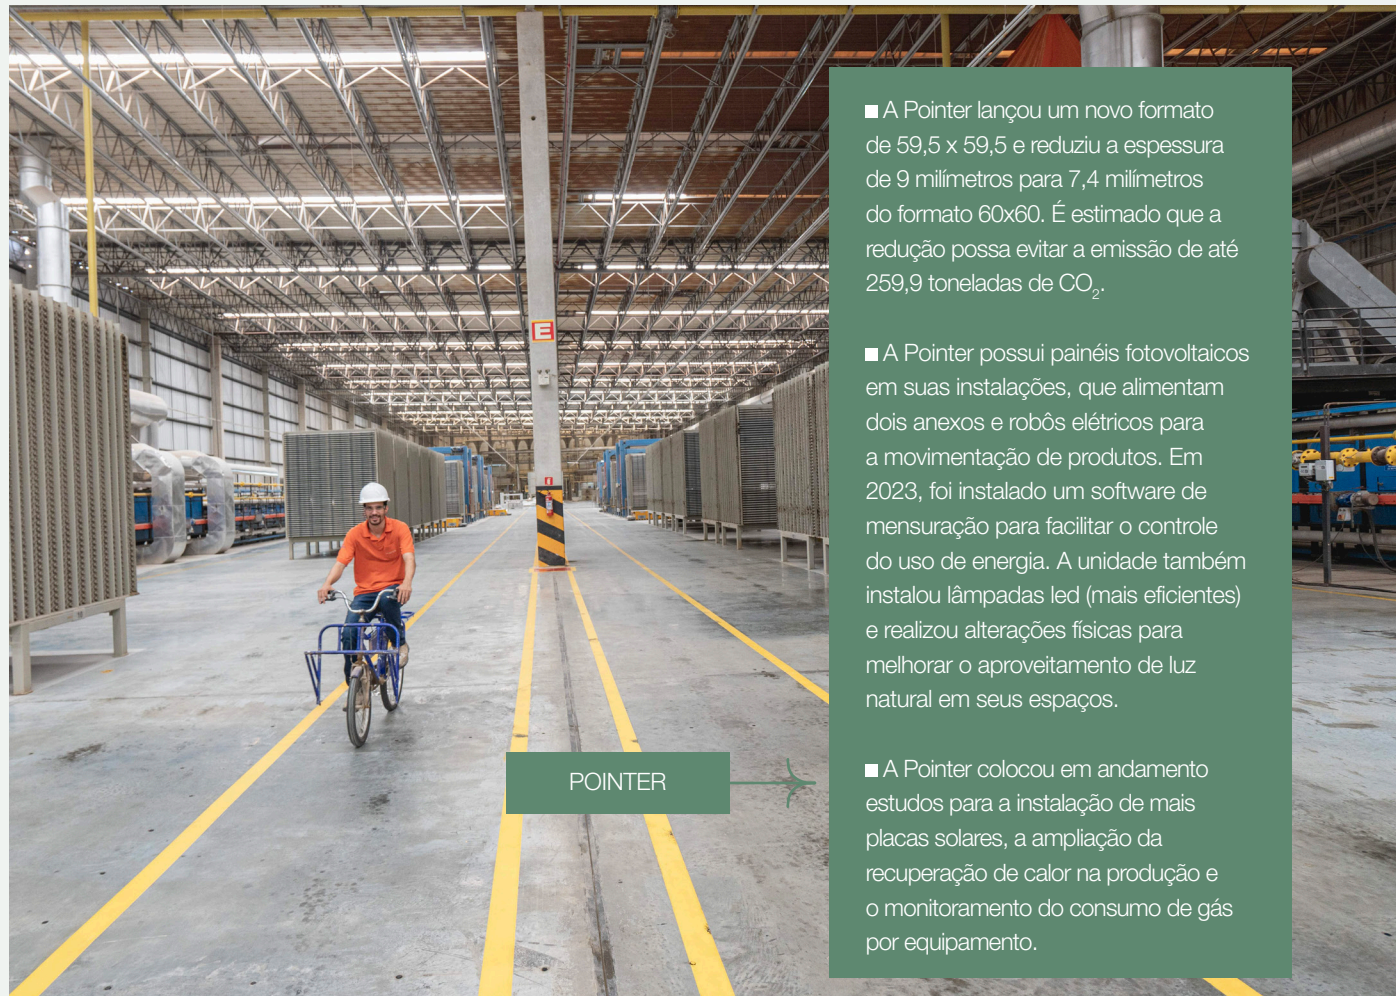 ■ A Pointer lançou um novo formato
de 59,5 x 59,5 e reduziu a espessura
de 9 milímetros para 7,4 milímetros
do formato 60x60. É estimado que a
redução possa evitar a emissão de até
259,9 toneladas de CO₂.
■ A Pointer possui painéis fotovoltaicos
em suas instalações, que alimentam
dois anexos e robôs elétricos para
a movimentação de produtos. Em
2023, foi instalado um software de
mensuração para facilitar o controle
do uso de energia. A unidade também
instalou lâmpadas led (mais eficientes)
e realizou alterações físicas para
melhorar o aproveitamento de luz
natural em seus espaços.
■ A Pointer colocou em andamento
estudos para a instalação de mais
placas solares, a ampliação da
recuperação de calor na produção e
o monitoramento do consumo de gás
por equipamento.
POINTER
E